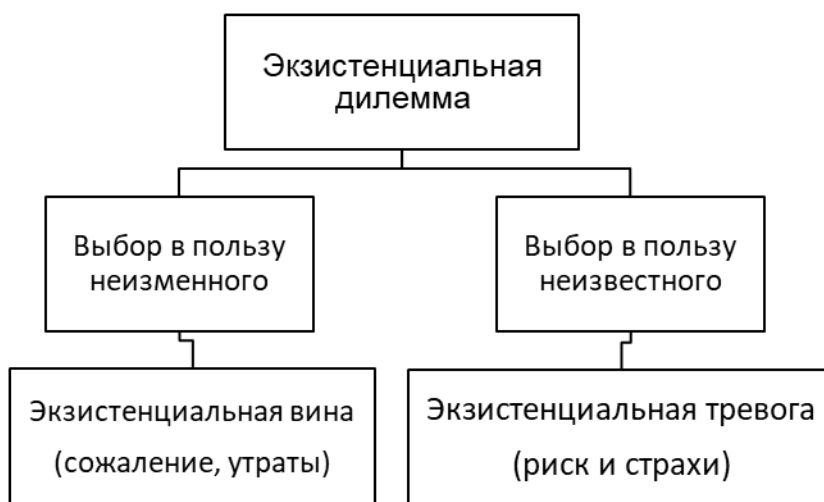 Экзистенциальная
дилемма
Выбор в пользу
неизменного
Выбор в пользу
неизвестного
Экзистенциальная вина
(сожаление, утраты)
Экзистенциальная тревога
(риск и страхи)